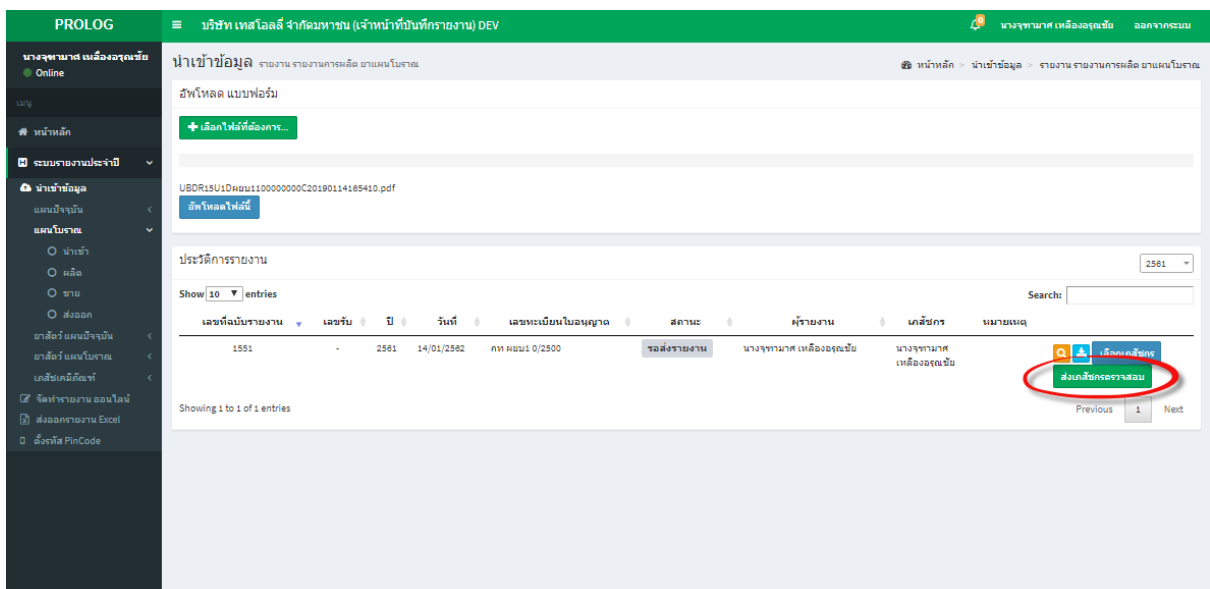 PROLOG
บริษัท เทสโอลลี่ จำกัดมหาชน (เจ้าหน้าที่บันทึกรายงาน) DEV
0
นางจุฑามาศ เหลืองอรุณชัย
ออกจากระบบ
นางจุฑามาศ เหลืองอรุณชัย
Online
เมนู
หน้าหลัก
ระบบรายงานประจำปี
นำเข้าข้อมูล
แผนปัจจุบัน
แผนโบราณ
นำเข้า
ผลิต
ขาย
ส่งออก
ยาสัตว์ แผนปัจจุบัน
ยาสัตว์ แผนโบราณ
เภสัชเคมีภัณฑ์
จัดทำรายงาน ออนไลน์
ส่งออกรายงาน Excel
ตั้งรหัส PinCode
นำเข้าข้อมูล รายงาน รายงานการผลิต ยาแผนโบราณ
หน้าหลัก > นำเข้าข้อมูล > รายงาน รายงานการผลิต ยาแผนโบราณ
อัพโหลด แบบฟอร์ม
เลือกไฟล์ที่ต้องการ...
UBDR15U1Dผยบ1100000000C20190114165410.pdf
อัพโหลดไฟล์นี้
ประวัติการรายงาน
2561
Show 10 entries
Search:
เลขที่ฉบับรายงาน เลขรับ ปี วันที่ เลขทะเบียนใบอนุญาต สถานะ ผู้รายงาน เภสัชกร หมายเหตุ
1551 - 2561 14/01/2562 กท ผยบ1 0/2500 รอส่งรายงาน นางจุฑามาศ เหลืองอรุณชัย นางจุฑามาศ
เหลืองอรุณชัย
เลือกเภสัชกร
ส่งเภสัชกรตรวจสอบ
Showing 1 to 1 of 1 entries
Previous 1 Next